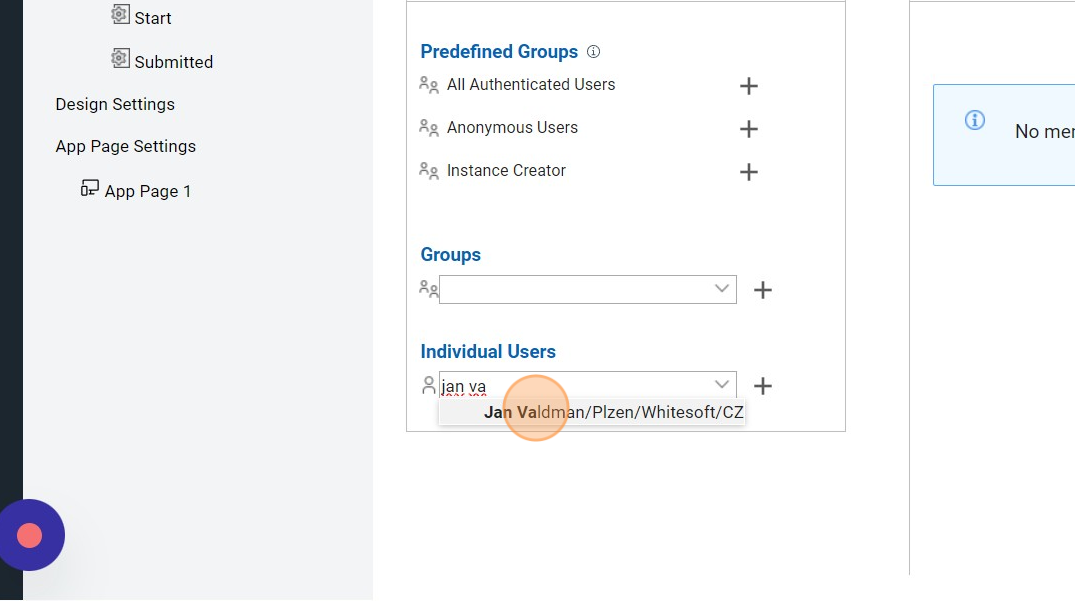 Start
Submitted
Design Settings
App Page Settings
App Page 1
Predefined Groups
All Authenticated Users
Anonymous Users
Instance Creator
Groups
Individual Users
jan va
Jan Valdman/Plzen/Whitesoft/CZ
No mer